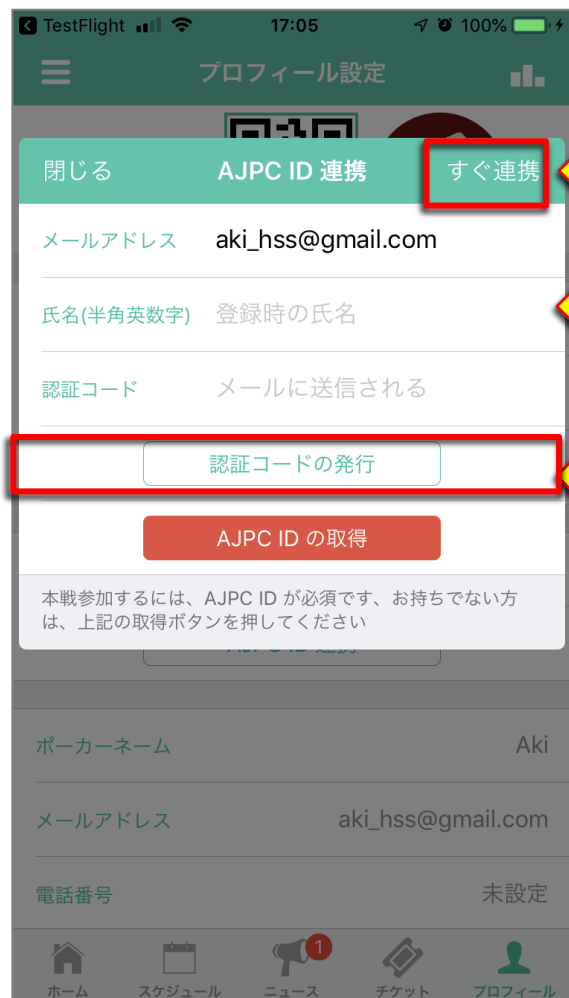 TestFlight 17:05 100%
プロフィール設定
閉じる AJPC ID 連携 すぐ連携
メールアドレス aki_hss@gmail.com
氏名(半角英数字) 登録時の氏名
認証コード メールに送信される
認証コードの発行
AJPC ID の取得
本戦参加するには、AJPC ID が必須です、お持ちでない方
は、上記の取得ボタンを押してください
AJPC ID 連携
ポーカーネーム Aki
メールアドレス aki_hss@gmail.com
電話番号 未設定
1
ホーム スケジュール ニュース チケット プロフィール